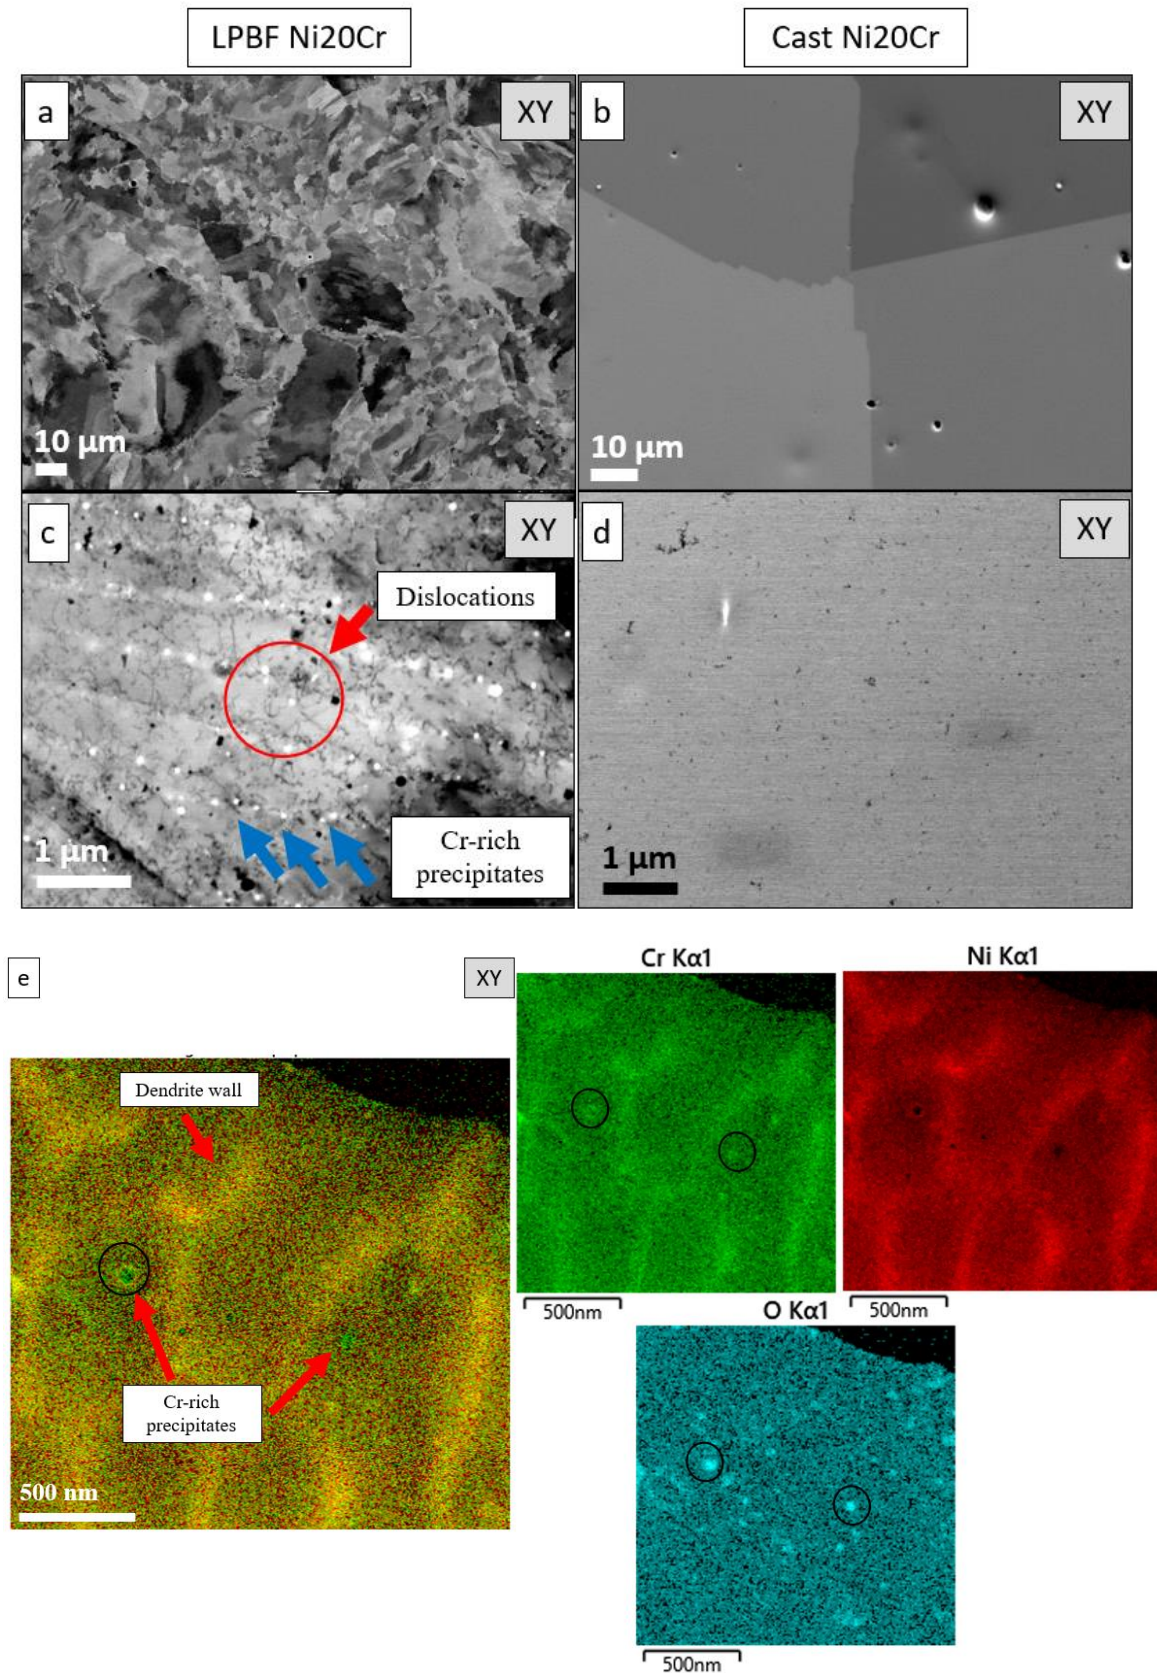 LPBF Ni20Cr
Cast Ni20Cr
a
XY
b
XY
10 µm
10 µm
c
XY
d
XY
Dislocations
Cr-rich
precipitates
1 µm
1 µm
e
XY
Cr Kα1
Ni Kα1
Dendrite wall
Cr-rich
precipitates
500 nm
500nm
500nm
O Kα1
500nm